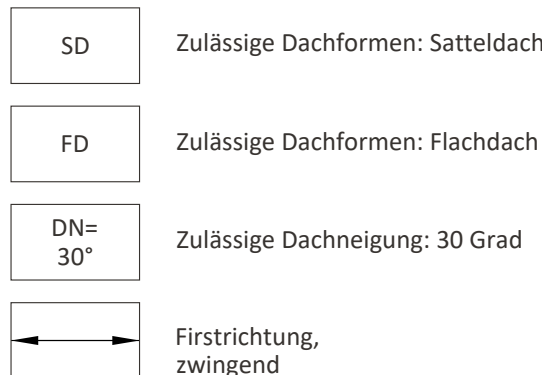 SD
Zulässige Dachformen: Satteldach
FD
Zulässige Dachformen: Flachdach
DN=
30°
Zulässige Dachneigung: 30 Grad
Firstrichtung,
zwingend